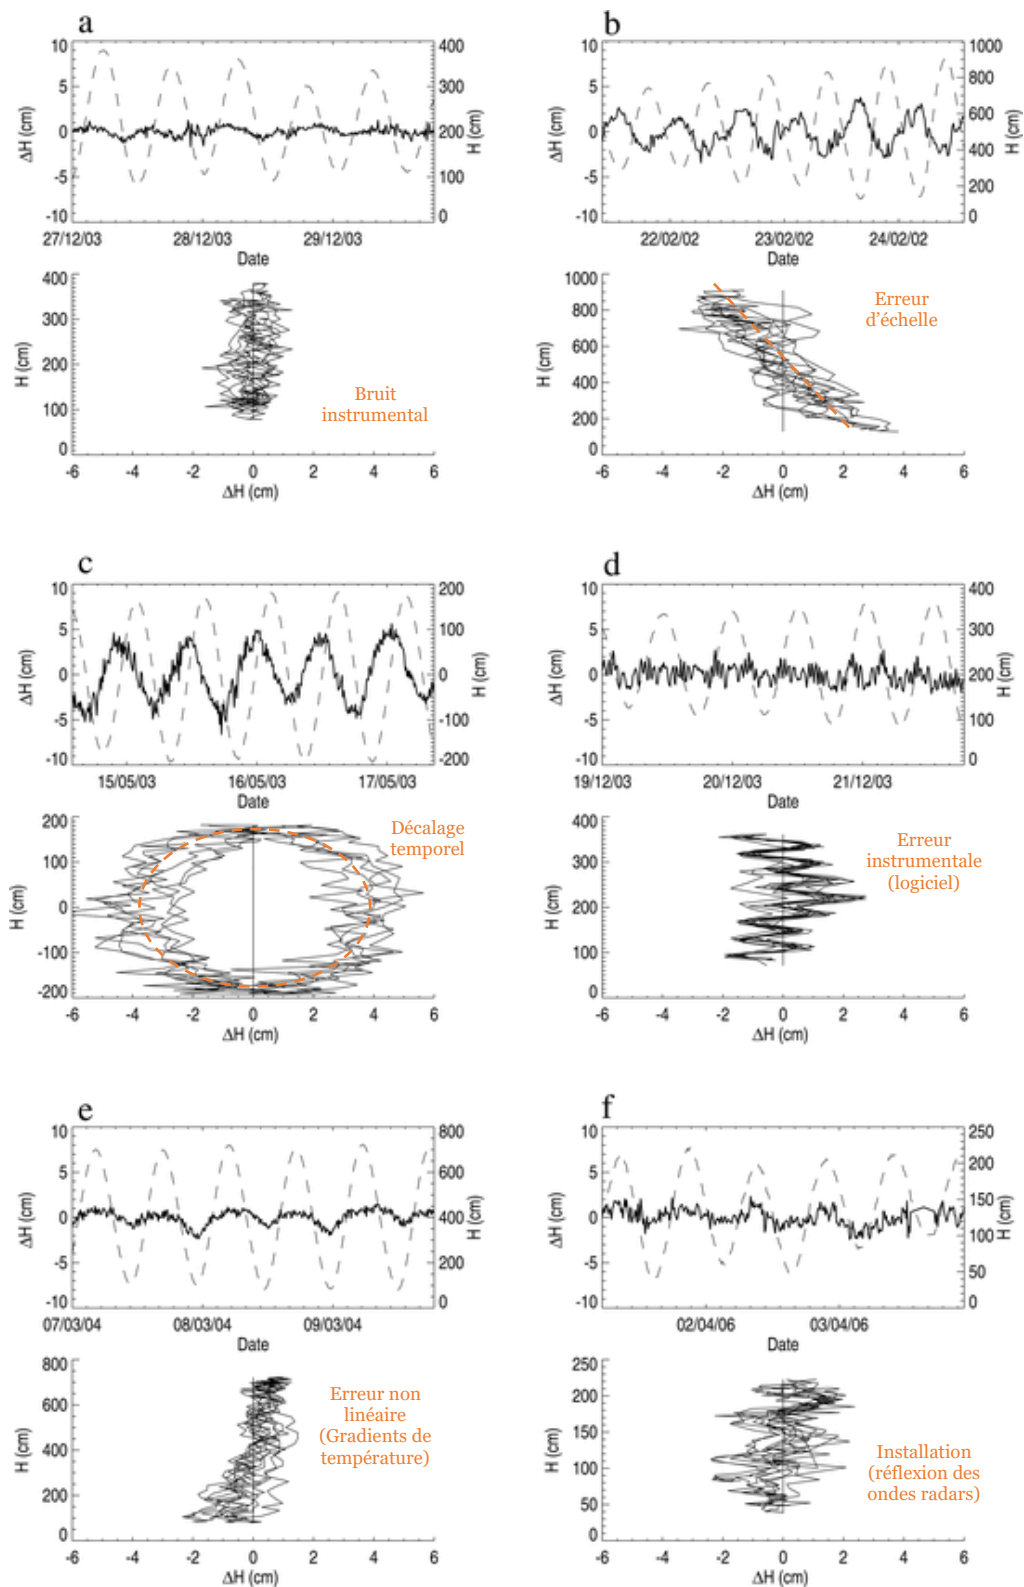 a
10
5
0
-5
-10
ΔH (cm)
400
300
200
100
0
H (cm)
27/12/03
28/12/03
29/12/03
Date
400
300
200
100
0
H (cm)
Bruit
instrumental
-6 -4 -2 0 2 4 6
ΔH (cm)
b
10
5
0
-5
-10
ΔH (cm)
1000
800
600
400
200
0
H (cm)
22/02/02
23/02/02
24/02/02
Date
1000
800
600
400
200
0
H (cm)
Erreur
d'échelle
-6 -4 -2 0 2 4 6
ΔH (cm)
c
10
5
0
-5
-10
ΔH (cm)
200
100
0
-100
-200
H (cm)
15/05/03
16/05/03
17/05/03
Date
200
100
0
-100
-200
H (cm)
Décalage
temporel
-6 -4 -2 0 2 4 6
ΔH (cm)
d
10
5
0
-5
-10
ΔH (cm)
400
300
200
100
0
H (cm)
19/12/03
20/12/03
21/12/03
Date
400
300
200
100
0
H (cm)
Erreur
instrumentale
(logiciel)
-6 -4 -2 0 2 4 6
ΔH (cm)
e
10
5
0
-5
-10
ΔH (cm)
800
600
400
200
0
H (cm)
07/03/04
08/03/04
09/03/04
Date
800
600
400
200
0
H (cm)
Erreur non
linéaire
(Gradients de
température)
-6 -4 -2 0 2 4 6
ΔH (cm)
f
10
5
0
-5
-10
ΔH (cm)
250
200
150
100
50
0
H (cm)
02/04/06
03/04/06
Date
250
200
150
100
50
0
H (cm)
Installation
(réflexion des
ondes radars)
-6 -4 -2 0 2 4 6
ΔH (cm)